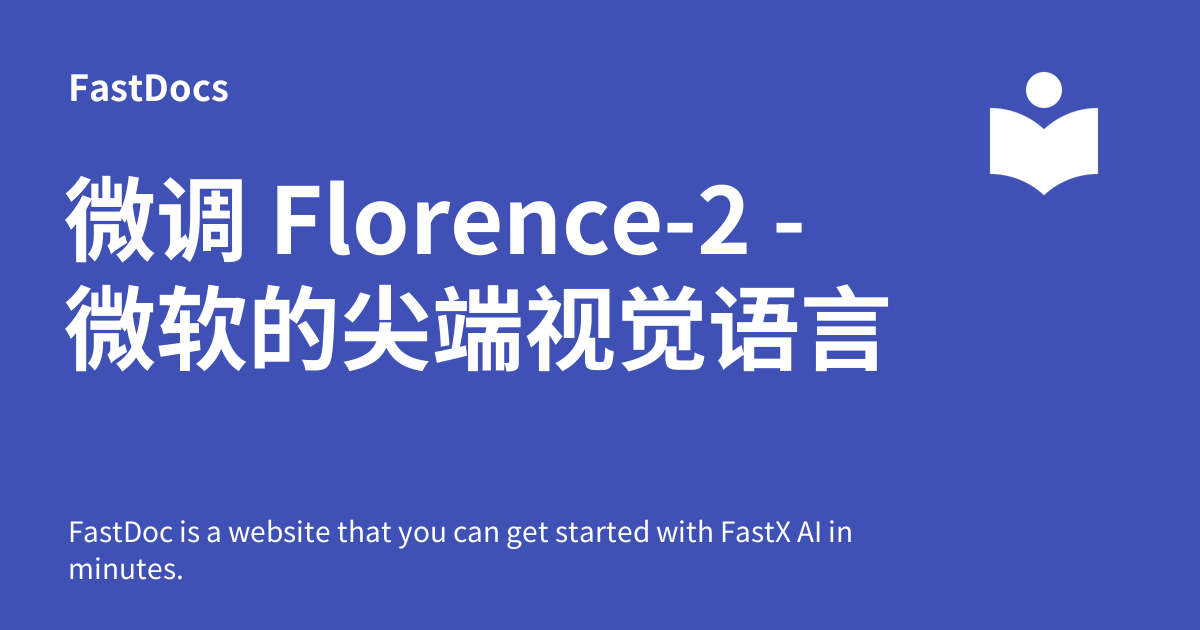 FastDocs
微调 Florence-2 -
微软的尖端视觉语言
FastDoc is a website that you can get started with FastX AI in
minutes.